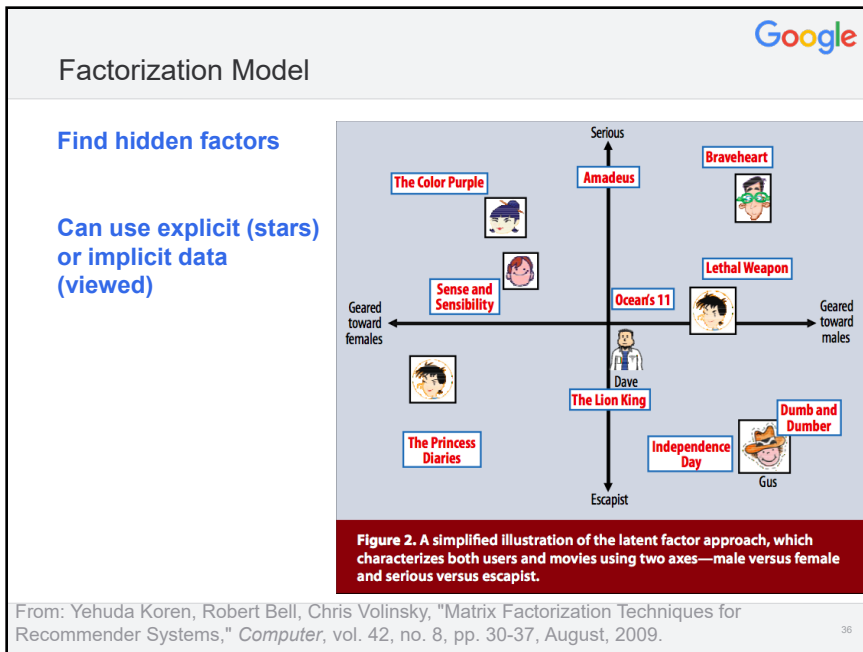 Google
Factorization Model
Find hidden factors
Can use explicit (stars)
or implicit data
(viewed)
Serious
Braveheart
Amadeus
The Color Purple
Lethal Weapon
Sense and
Sensibility
Ocean's 11
Geared
toward
females
Geared
toward
males
Dave
The Lion King
Dumb and
Dumber
The Princess
Diaries
Independence
Day
Gus
Escapist
Figure 2. A simplified illustration of the latent factor approach, which
characterizes both users and movies using two axes—male versus female
and serious versus escapist.
From: Yehuda Koren, Robert Bell, Chris Volinsky, "Matrix Factorization Techniques for
Recommender Systems," Computer, vol. 42, no. 8, pp. 30-37, August, 2009.
36